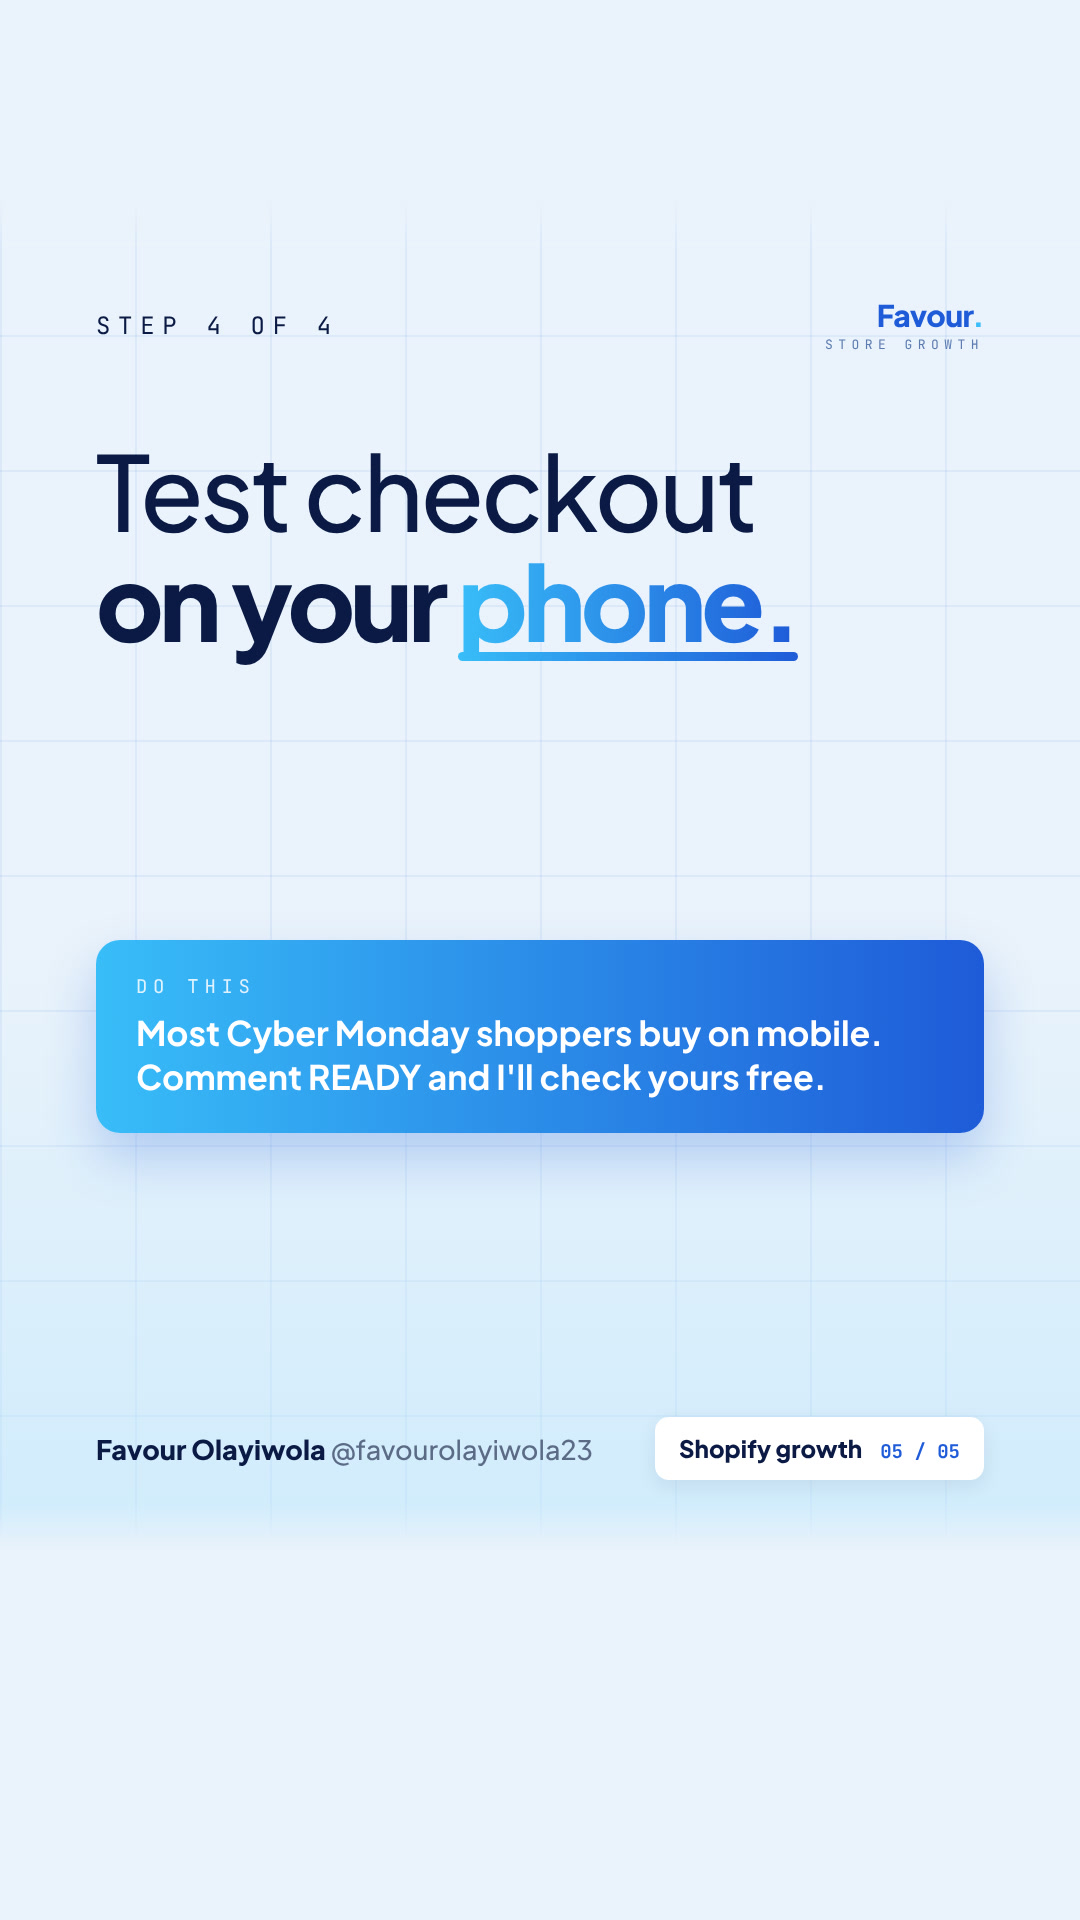 STEP 4 OF 4
Favour.
STORE GROWTH
Test checkout
on your phone.
DO THIS
Most Cyber Monday shoppers buy on mobile.
Comment READY and I'll check yours free.
Favour Olayiwola @favourolayiwola23
Shopify growth 05 / 05